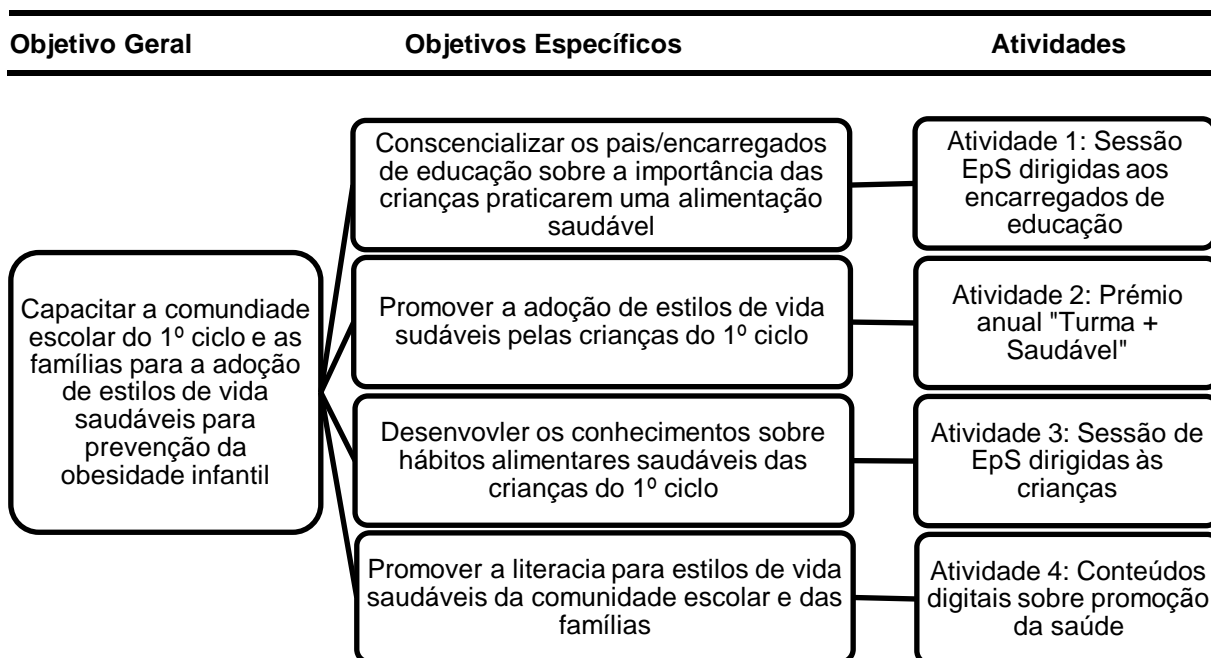 Objetivo Geral
Objetivos Específicos
Atividades
Capacitar a comundiade
escolar do 1º ciclo e as
famílias para a adoção
de estilos de vida
saudáveis para
prevenção da
obesidade infantil
Conscencializar os pais/encarregados
de educação sobre a importância das
crianças praticarem uma alimentação
saudável
Atividade 1: Sessão
EpS dirigidas aos
encarregados de
educação
Promover a adoção de estilos de vida
sudáveis pelas crianças do 1º ciclo
Atividade 2: Prémio
anual "Turma +
Saudável"
Desenvovler os conhecimentos sobre
hábitos alimentares saudáveis das
crianças do 1º ciclo
Atividade 3: Sessão de
EpS dirigidas às
crianças
Promover a literacia para estilos de vida
saudáveis da comunidade escolar e das
famílias
Atividade 4: Conteúdos
digitais sobre promoção
da saúde